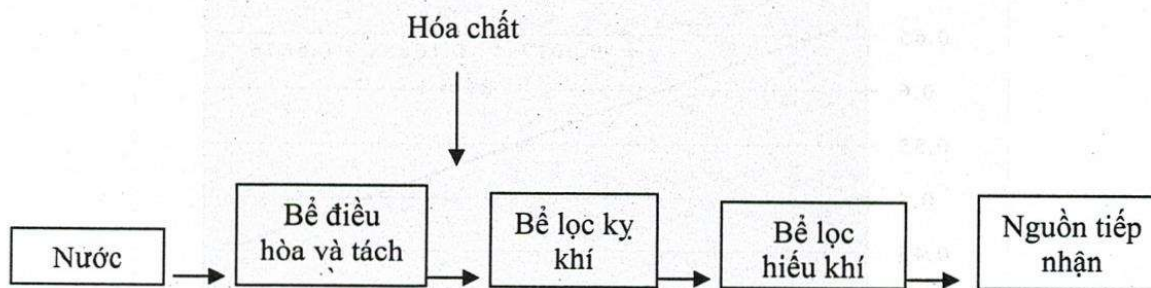 Hóa chất
Nước
Bể điều
hòa và tách
Bể lọc kỵ
khí
Bể lọc
hiếu khí
Nguồn tiếp
nhận